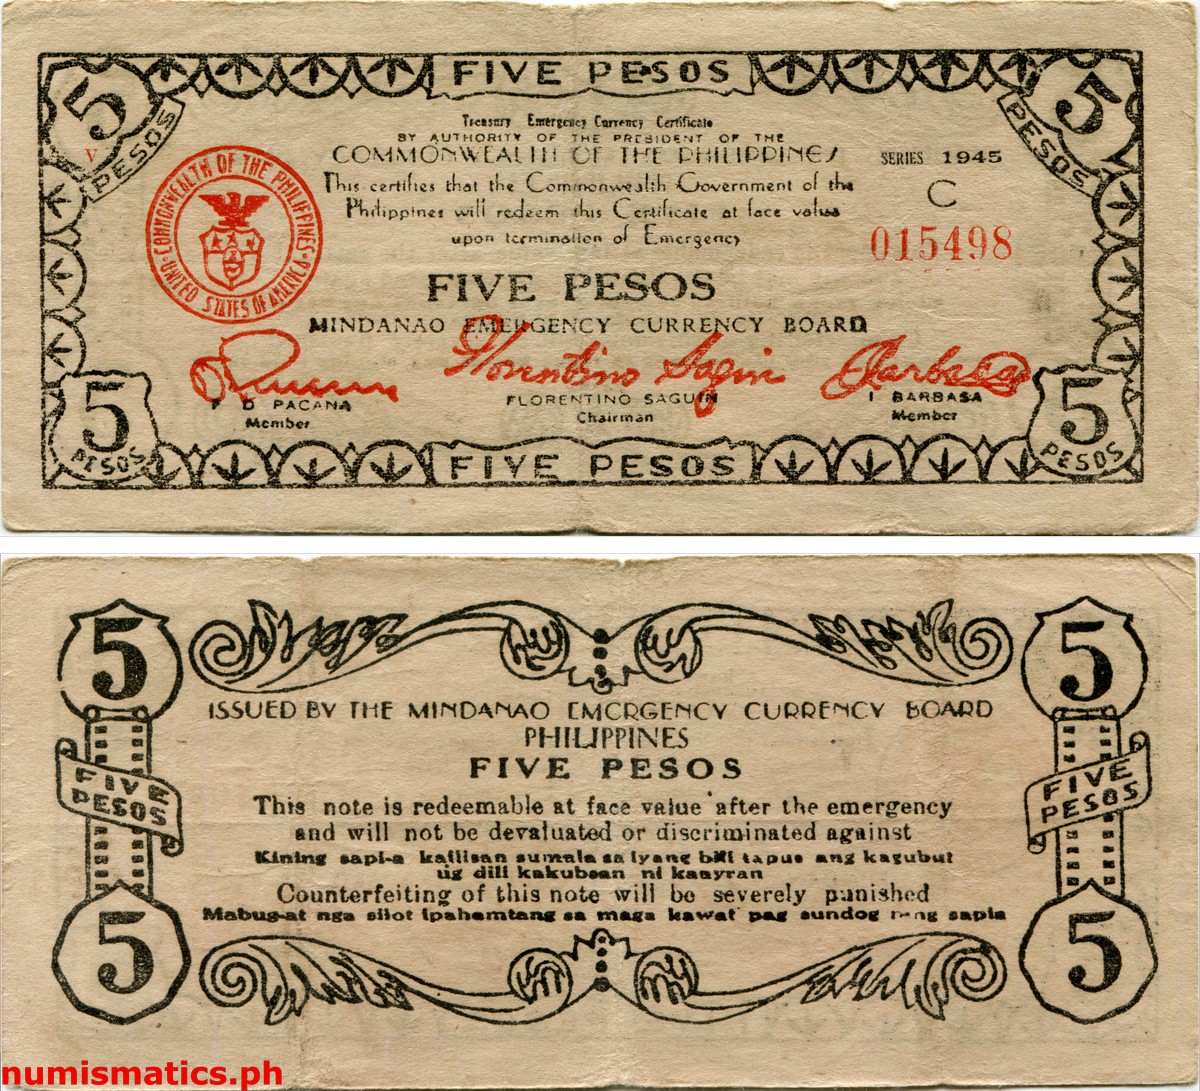 FIVE PESOS
5 PESOS
V
5 PESOS
Treasury Emergency Currency Certificate
BY AUTHORITY OF THE PRESIDENT OF THE
COMMONWEALTH OF THE PHILIPPINES
SERIES 1945
This certifies that the Commonwealth Government of the
C
Philippines will redeem this Certificate at face value
upon termination of Emergency
015498
COMMONWEALTH OF THE PHILIPPINES
UNITED STATES OF AMERICA
FIVE PESOS
MINDANAO EMERGENCY CURRENCY BOARD
Florentino Saguin
F D PACANA
Member
FLORENTINO SAGUIN
Chairman
I BARBASA
Member
5 PESOS
FIVE PESOS
5 PESOS
5
5
ISSUED BY THE MINDANAO EMERGENCY CURRENCY BOARD
PHILIPPINES
FIVE PESOS
FIVE PESOS
FIVE PESOS
This note is redeemable at face value after the emergency
and will not be devaluated or discriminated against
Kining sapi-a kailisan sumala sa iyang bili tapus ang kagubut
ug dili kakubsan ni kaayran
Counterfeiting of this note will be severely punished
Mabug-at nga silot ipahamtang sa maga kawat pag sundog sapia
5
5
numismatics.ph